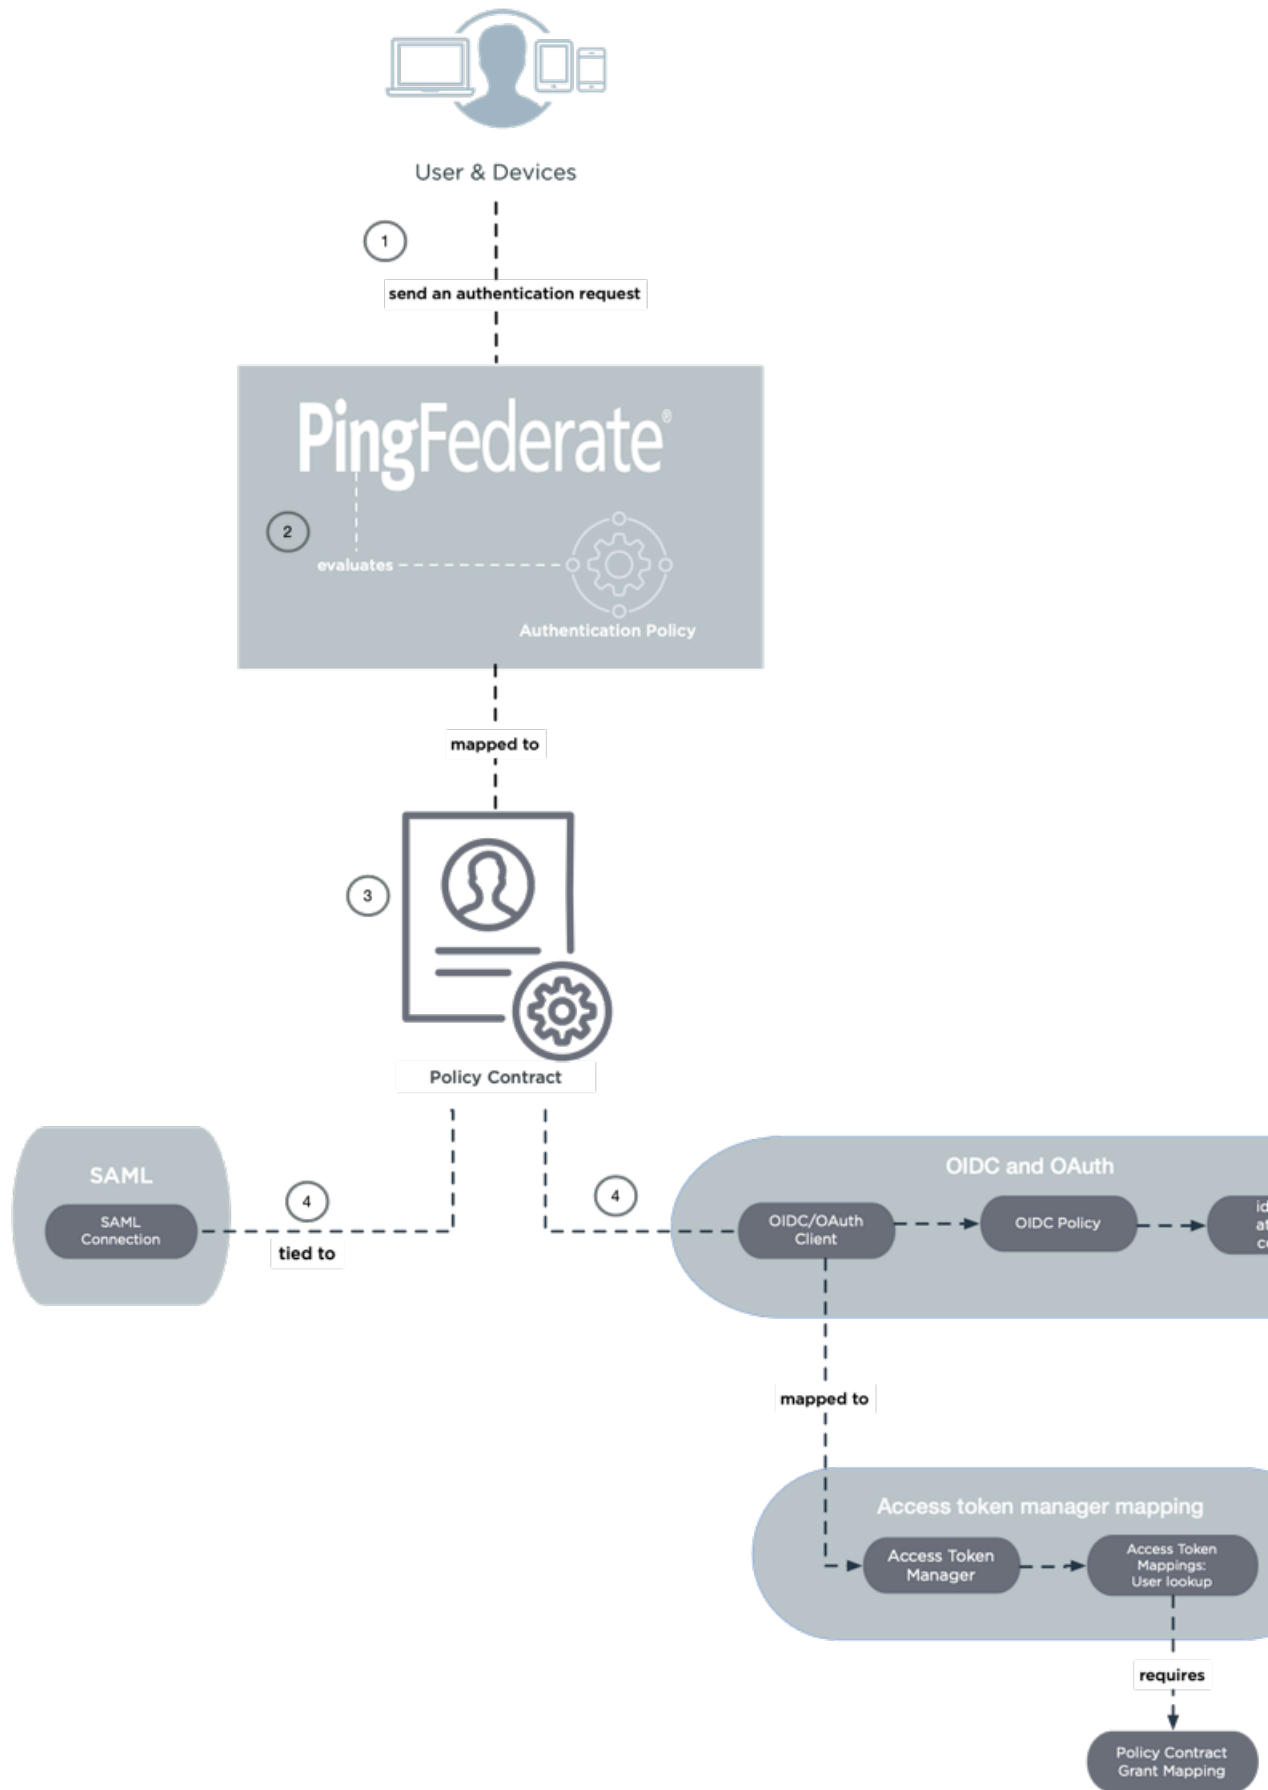 User & Devices
1
send an authentication request
PingFederate®
2
evaluates
Authentication Policy
mapped to
3
Policy Contract
SAML
SAML
Connection
4
tied to
4
OIDC and OAuth
OIDC/OAuth
Client
OIDC Policy
mapped to
Access token manager mapping
Access Token
Manager
Access Token
Mappings:
User lookup
requires
Policy Contract
Grant Mapping